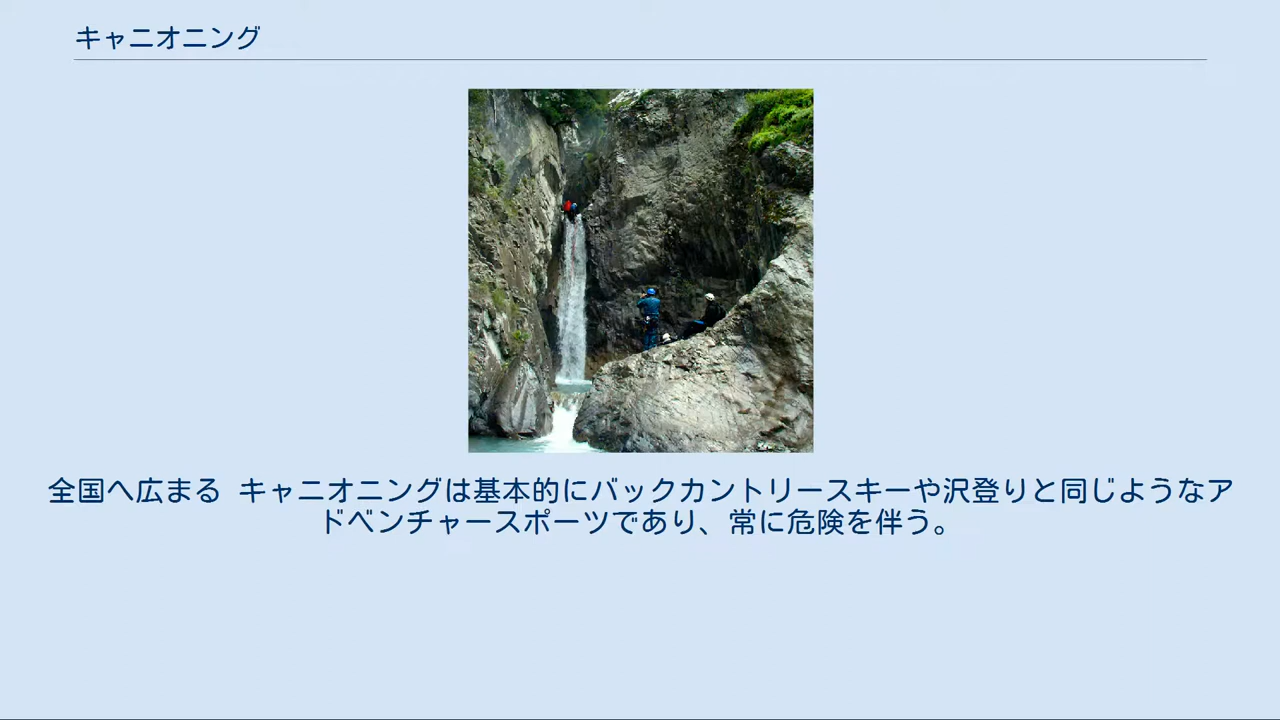 キャニオニング
全国へ広まる キャニオニングは基本的にバックカントリースキーや沢登りと同じようなア
ドベンチャースポーツであり、常に危険を伴う。